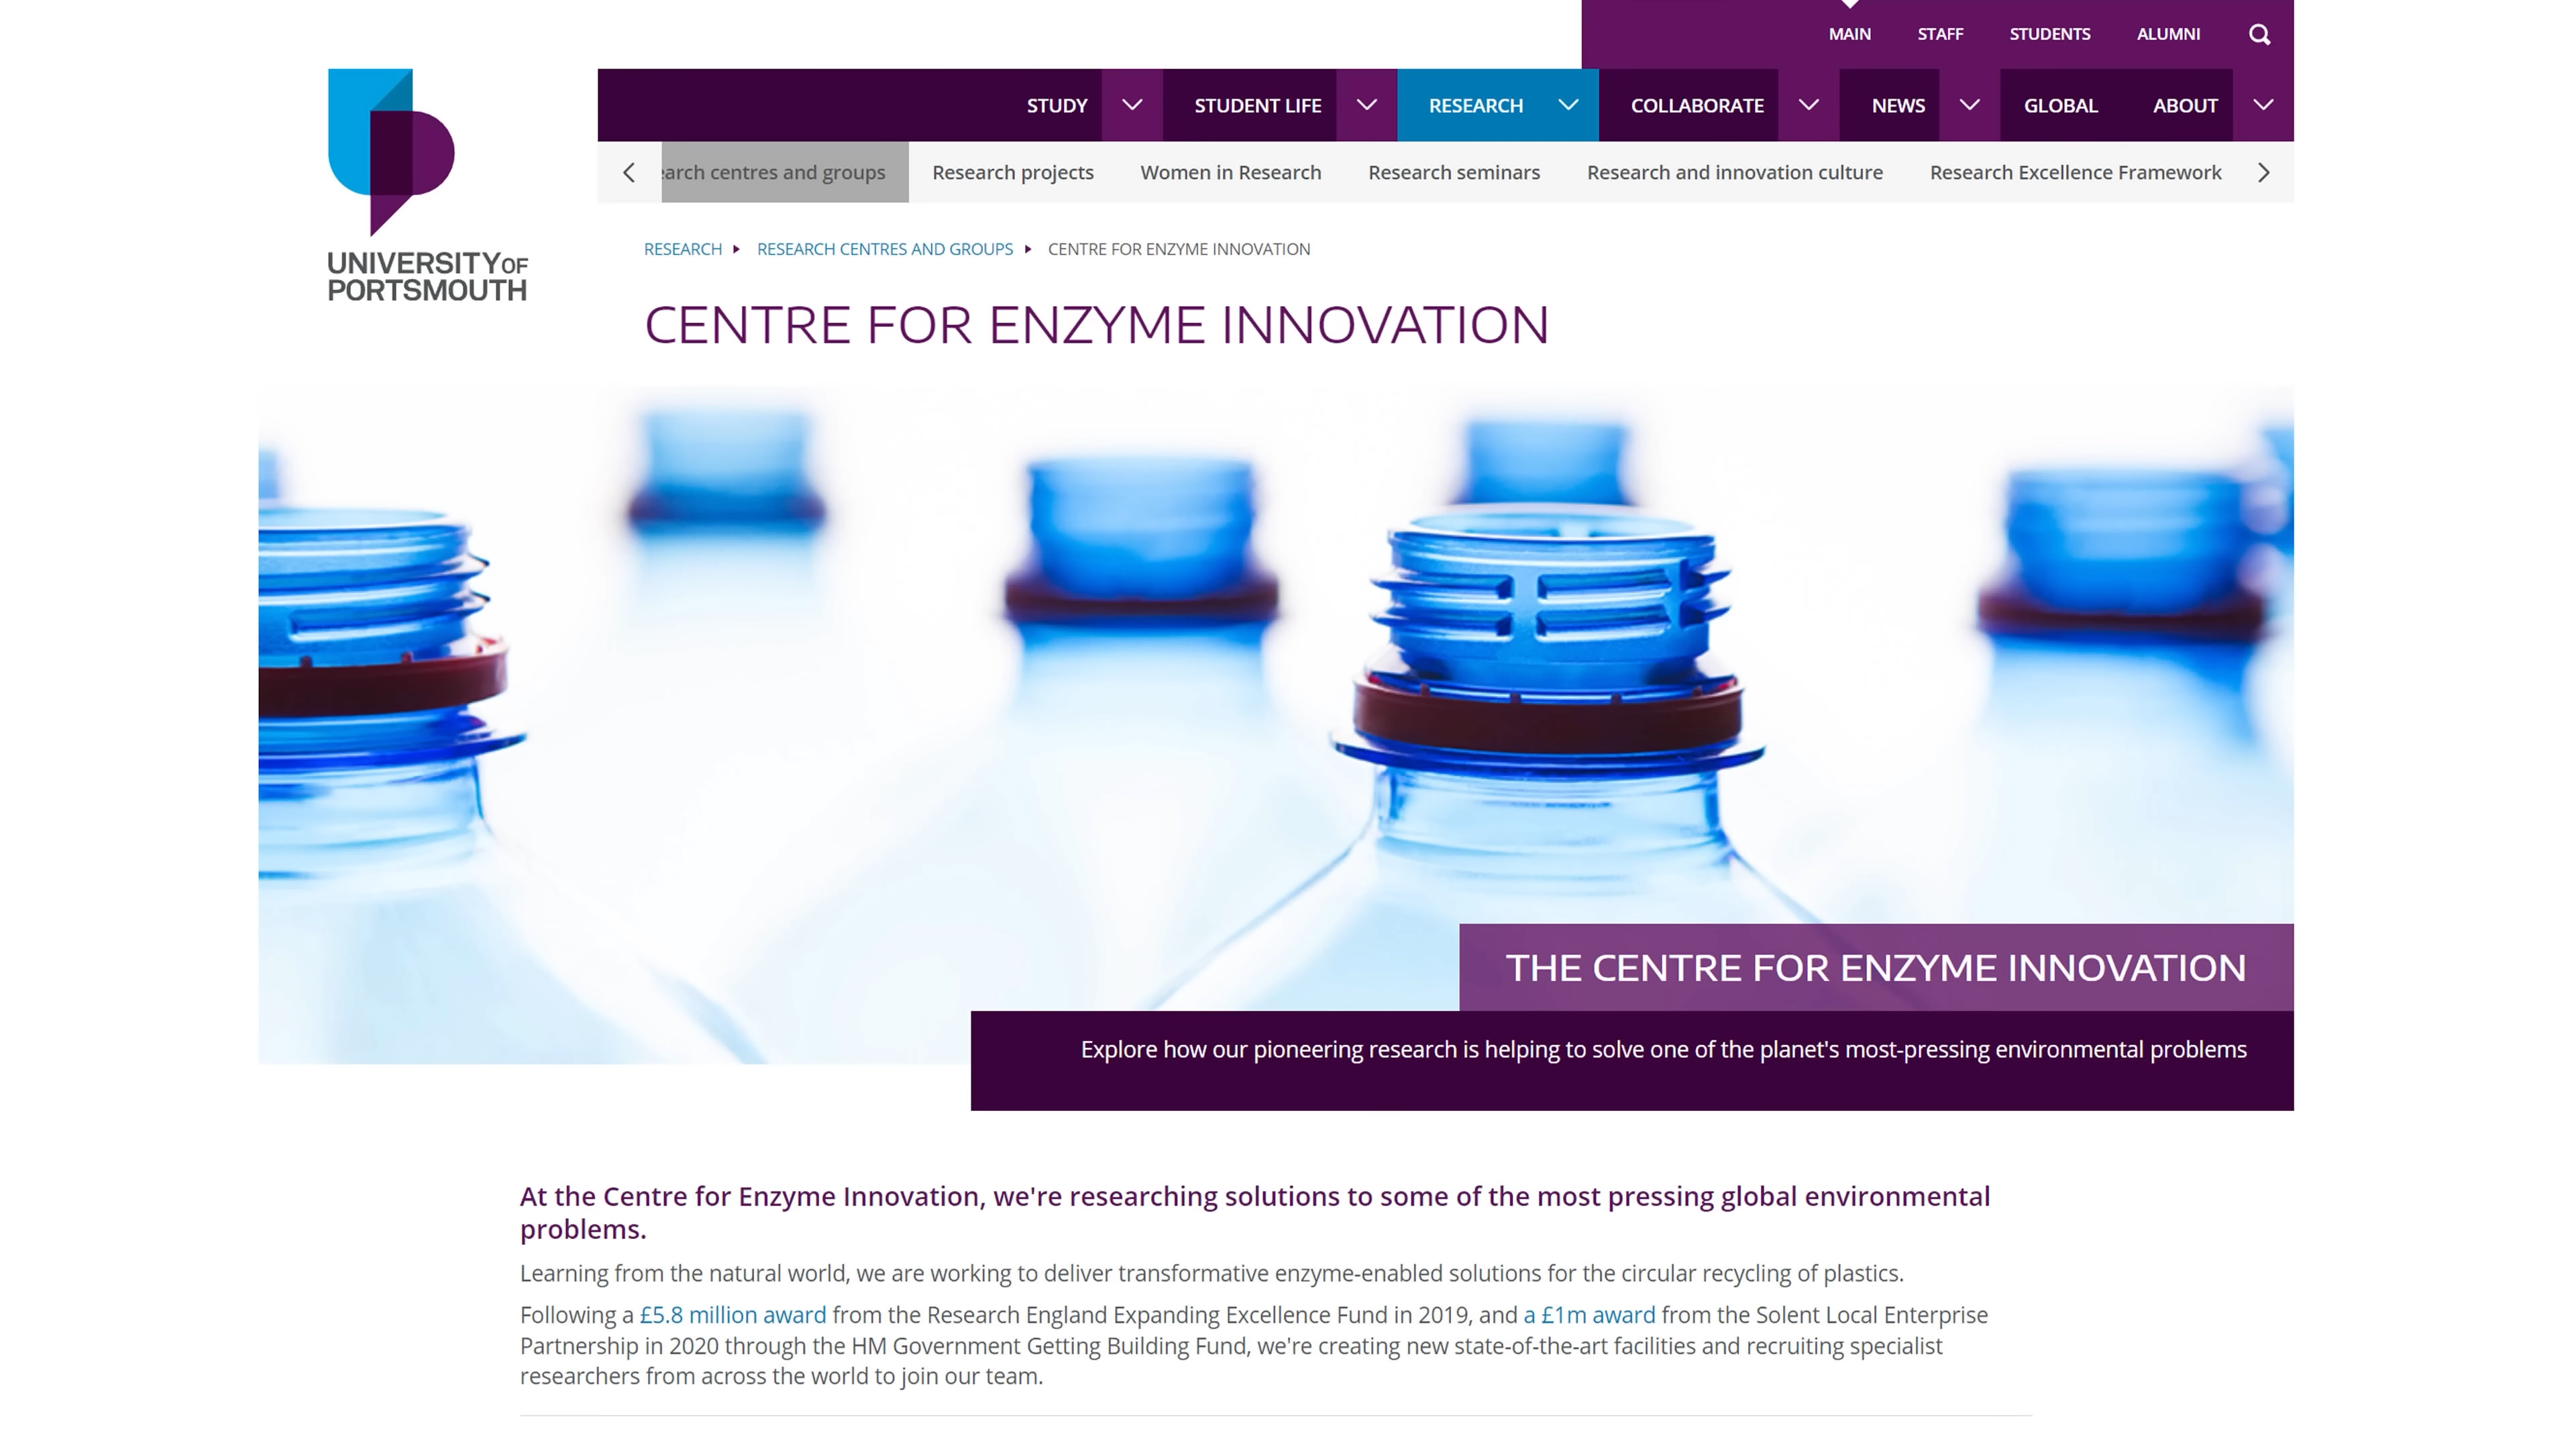 MAIN STAFF STUDENTS ALUMNI
STUDY STUDENT LIFE RESEARCH COLLABORATE NEWS GLOBAL ABOUT
centres and groups Research projects Women in Research Research seminars Research and innovation culture Research Excellence Framework
UNIVERSITY OF
PORTSMOUTH
RESEARCH RESEARCH CENTRES AND GROUPS CENTRE FOR ENZYME INNOVATION
CENTRE FOR ENZYME INNOVATION
THE CENTRE FOR ENZYME INNOVATION
Explore how our pioneering research is helping to solve one of the planet's most-pressing environmental problems
At the Centre for Enzyme Innovation, we're researching solutions to some of the most pressing global environmental
problems.
Learning from the natural world, we are working to deliver transformative enzyme-enabled solutions for the circular recycling of plastics.
Following a £5.8 million award from the Research England Expanding Excellence Fund in 2019, and a £1m award from the Solent Local Enterprise
Partnership in 2020 through the HM Government Getting Building Fund, we're creating new state-of-the-art facilities and recruiting specialist
researchers from across the world to join our team.